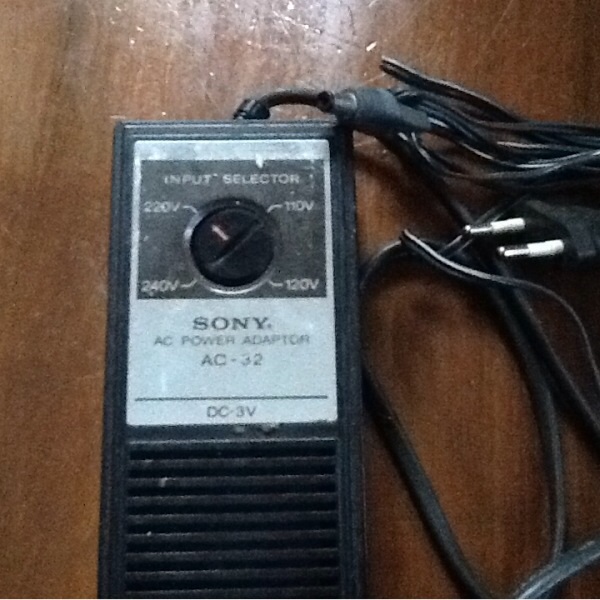 INPUT SELECTOR
220V 110V
240V 120V
SONY.
AC POWER ADAPTOR
AC-32
DC-3V